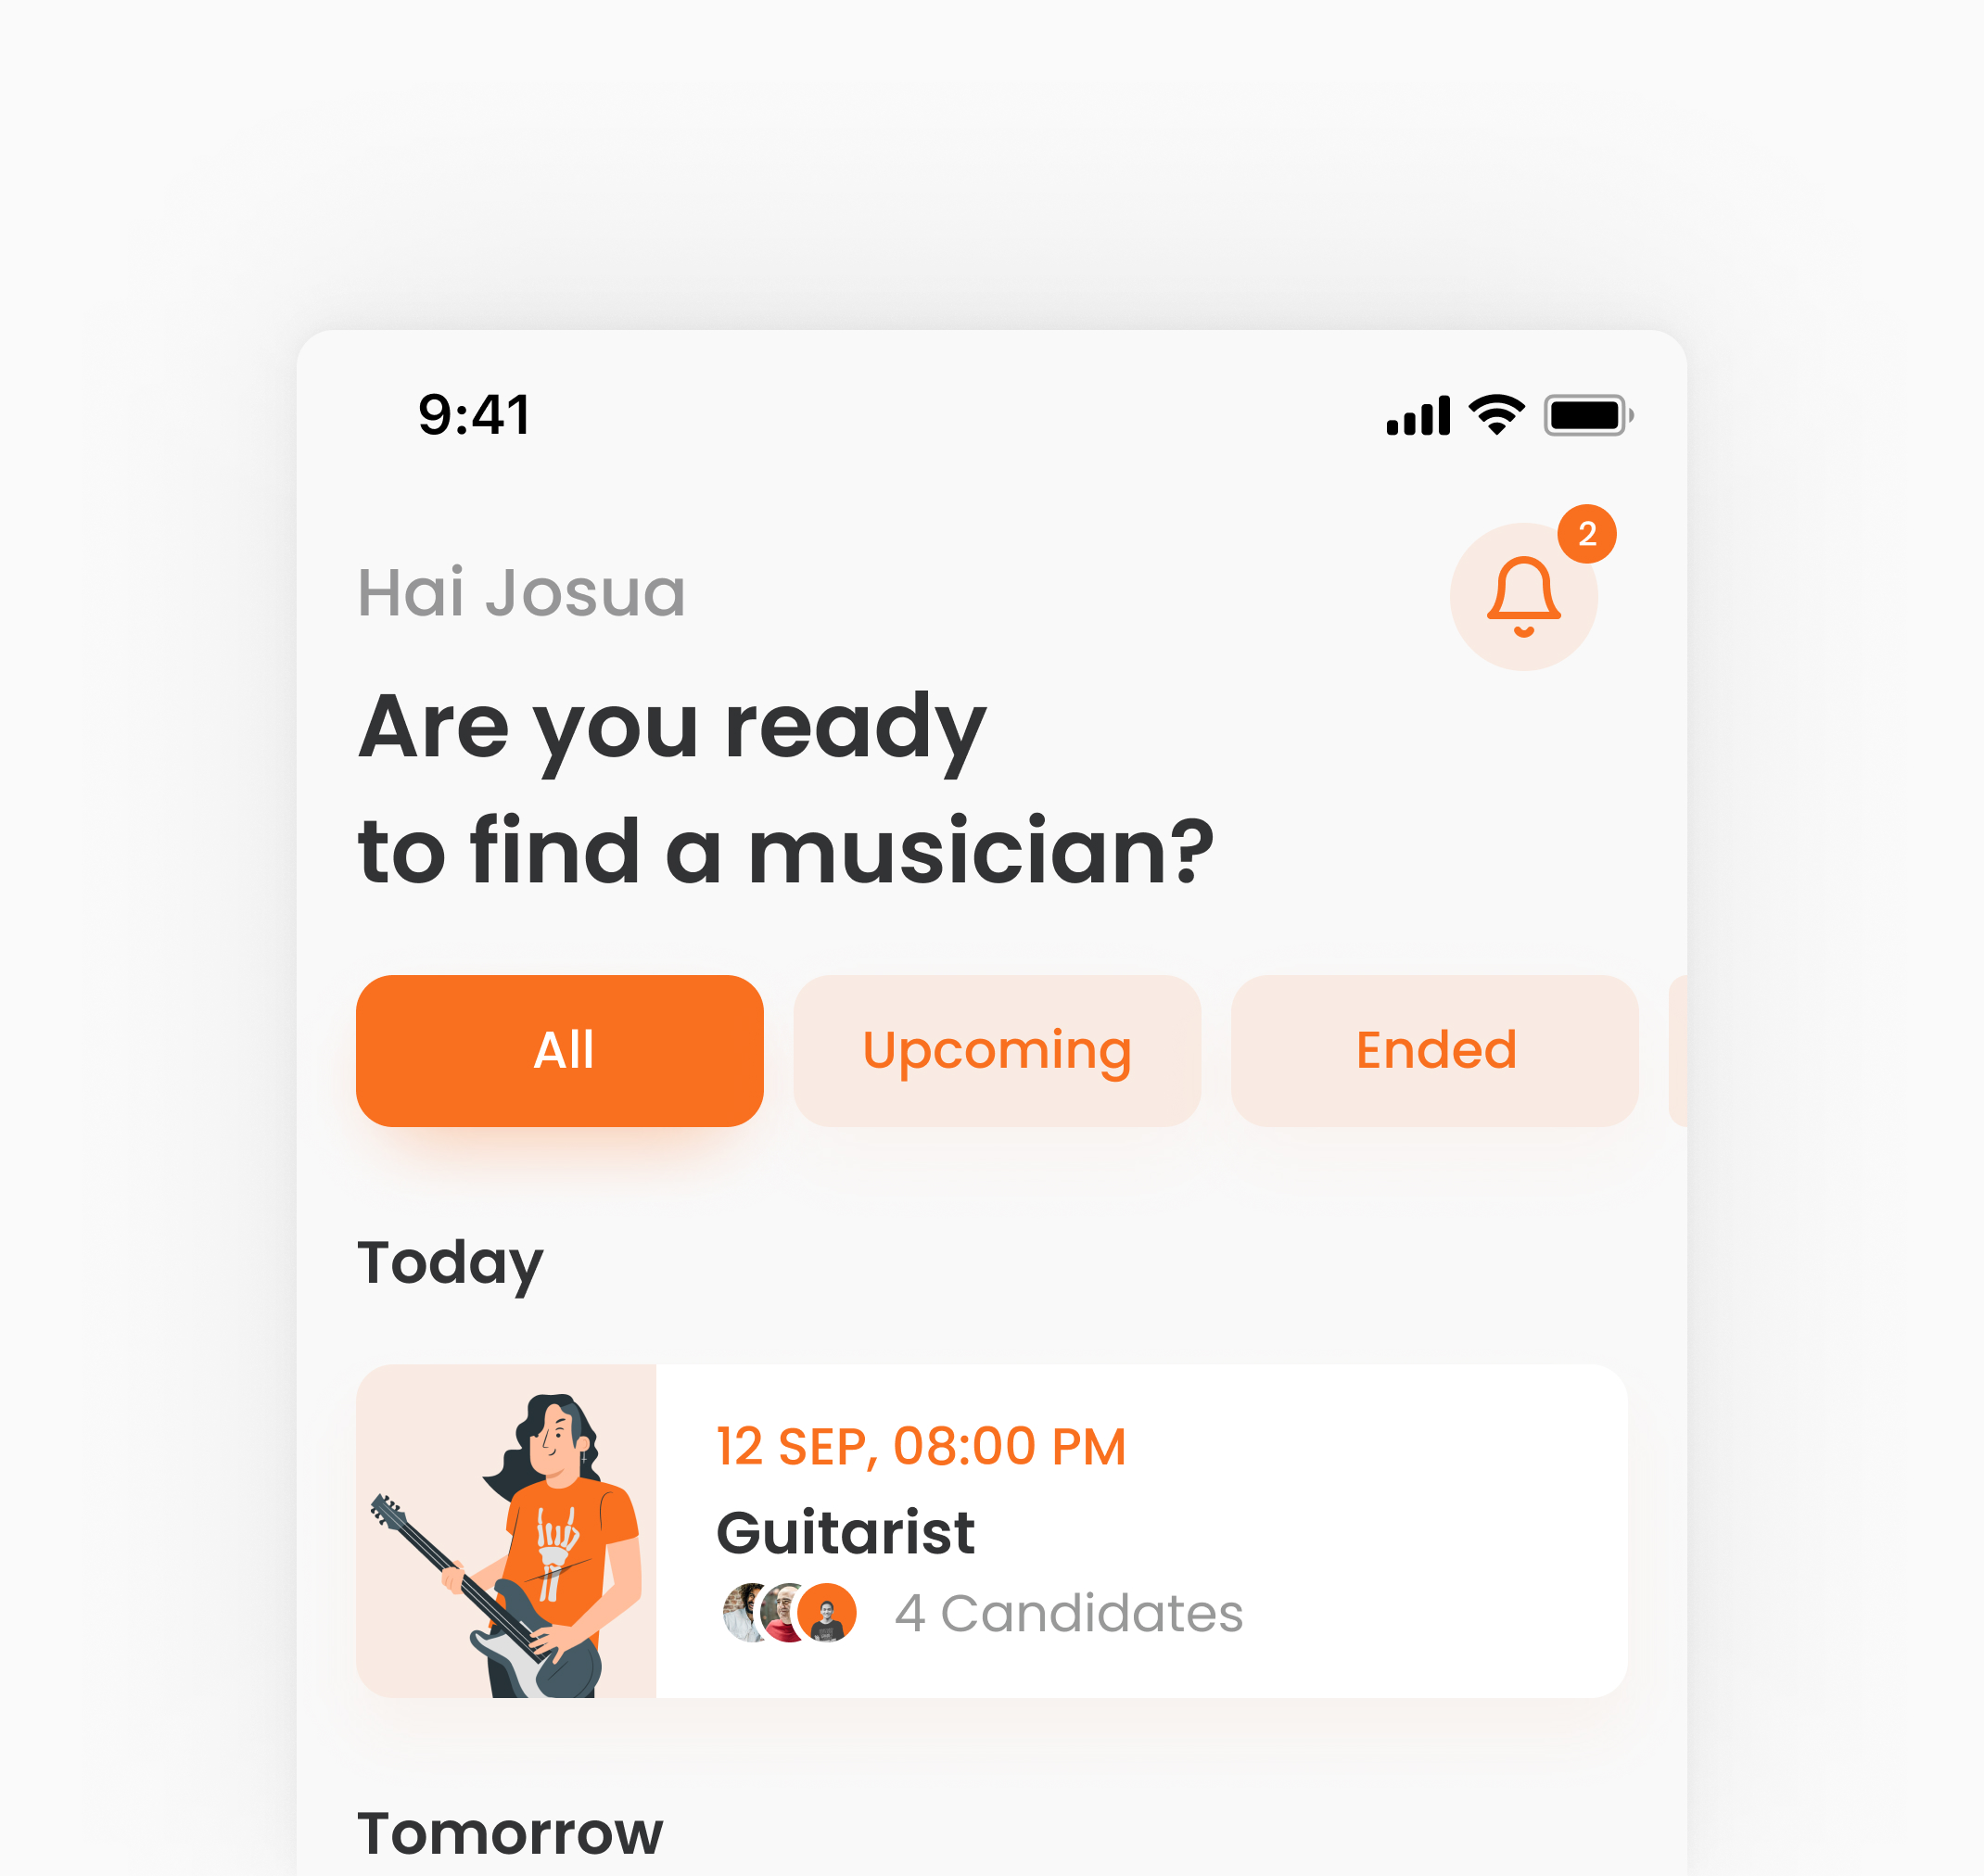 9:41
2
Hai Josua
Are you ready
to find a musician?
All
Upcoming
Ended
Today
12 SEP, 08:00 PM
Guitarist
4 Candidates
Tomorrow